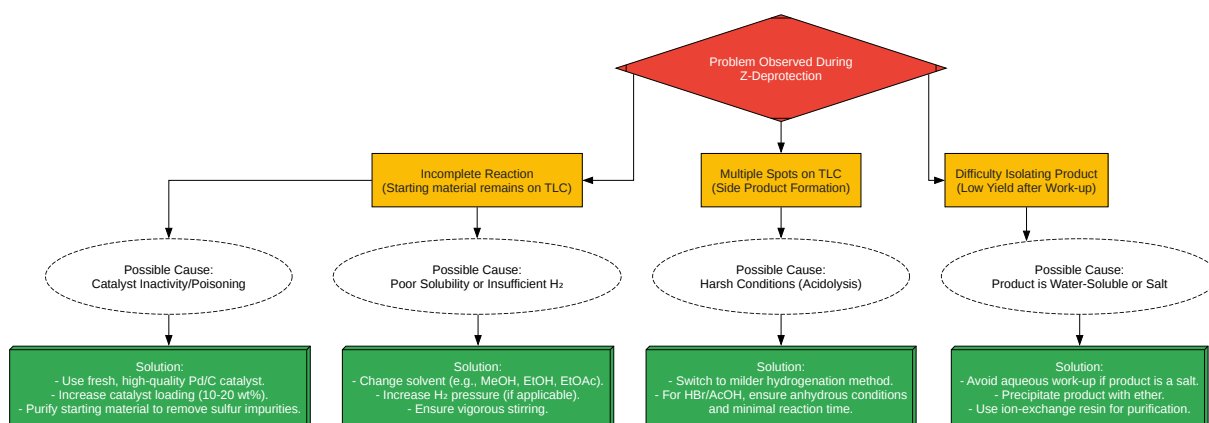 Problem Observed During
Z-Deprotection
Incomplete Reaction
(Starting material remains on TLC)
Multiple Spots on TLC
(Side Product Formation)
Difficulty Isolating Product
(Low Yield after Work-up)
Possible Cause:
Catalyst Inactivity/Poisoning
Possible Cause:
Poor Solubility or Insufficient H₂
Possible Cause:
Harsh Conditions (Acidolysis)
Possible Cause:
Product is Water-Soluble or Salt
Solution:
- Use fresh, high-quality Pd/C catalyst.
- Increase catalyst loading (10-20 wt%).
- Purify starting material to remove sulfur impurities.
Solution:
- Change solvent (e.g., MeOH, EtOH, EtOAc).
- Increase H₂ pressure (if applicable).
- Ensure vigorous stirring.
Solution:
- Switch to milder hydrogenation method.
- For HBr/AcOH, ensure anhydrous conditions
and minimal reaction time.
Solution:
- Avoid aqueous work-up if product is a salt.
- Precipitate product with ether.
- Use ion-exchange resin for purification.